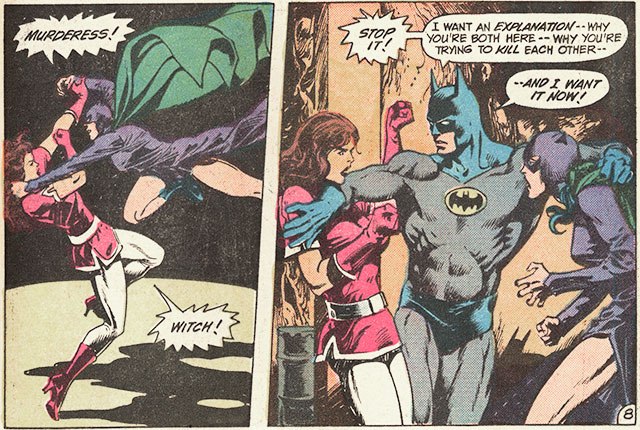 MURDERESS!
WITCH!
STOP
IT!
I WANT AN EXPLANATION--WHY
YOU'RE BOTH HERE--WHY YOU'RE
TRYING TO KILL EACH OTHER--
--AND I WANT
IT NOW!
8